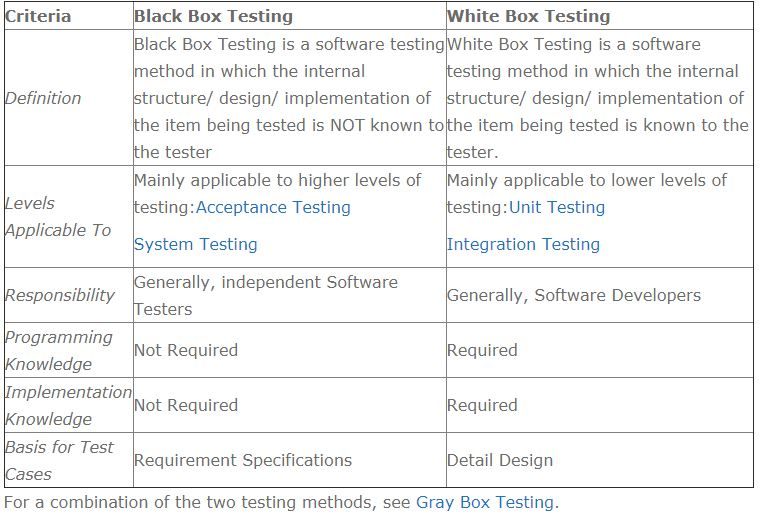 Criteria Black Box Testing White Box Testing
Definition
Black Box Testing is a software testing
method in which the internal
structure/ design/ implementation of
the item being tested is NOT known to
the tester
White Box Testing is a software
testing method in which the internal
structure/ design/ implementation of
the item being tested is known to the
tester.
Levels
Applicable To
Mainly applicable to higher levels of
testing:Acceptance Testing
System Testing
Mainly applicable to lower levels of
testing:Unit Testing
Integration Testing
Responsibility
Generally, independent Software
Testers
Generally, Software Developers
Programming
Knowledge
Not Required
Required
Implementation
Knowledge
Not Required
Required
Basis for Test
Cases
Requirement Specifications
Detail Design
For a combination of the two testing methods, see Gray Box Testing.